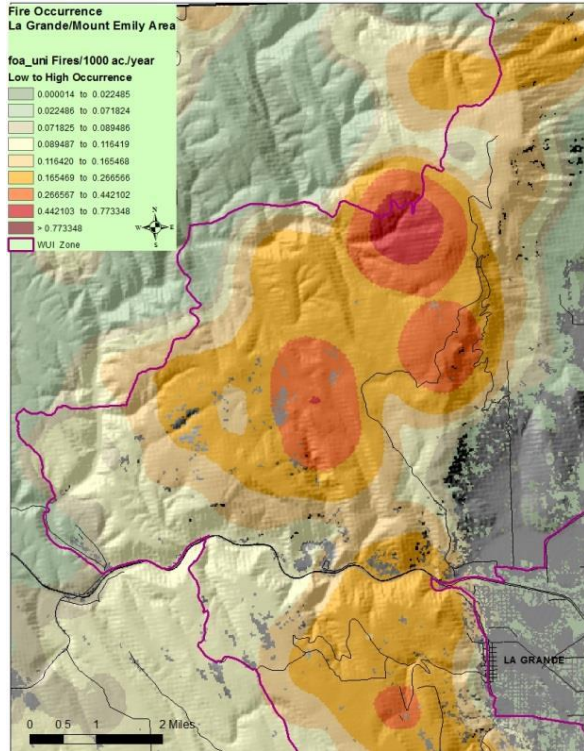 Fire Occurrence
La Grande/Mount Emily Area
foa_uni Fires/1000 ac./year
Low to High Occurrence
0.000014 to 0.022485
0.022486 to 0.071824
0.071825 to 0.089486
0.089487 to 0.116419
0.116420 to 0.165468
0.165469 to 0.266566
0.266567 to 0.442102
0.442103 to 0.773348
> 0.773348
WUI Zone
N
W E
S
LA GRANDE
0 0.5 1 2 Miles